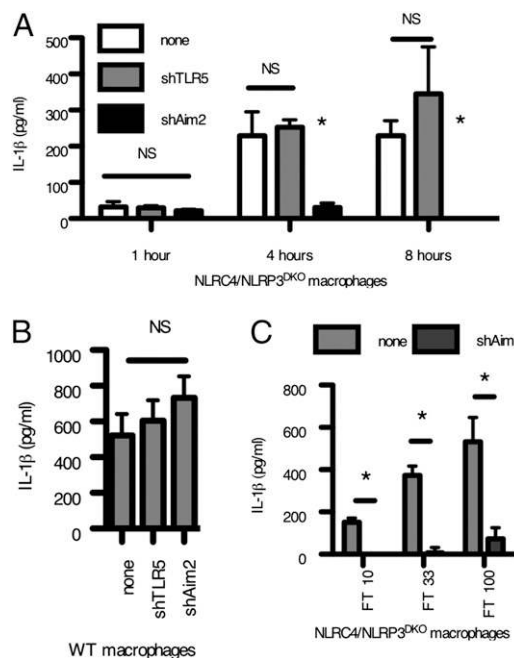 A
500
400
300
200
100
0
IL-1β (pg/ml)
none
shTLR5
shAim2
NS
NS
*
NS
*
1 hour
4 hours
8 hours
NLRC4/NLRP3DKO macrophages
B
NS
1000
800
600
400
200
0
IL-1β (pg/ml)
none
shTLR5
shAim2
WT macrophages
C
none
shAim
800
600
400
200
0
IL-1β (pg/ml)
*
*
*
FT 10
FT 33
FT 100
NLRC4/NLRP3DKO macrophages